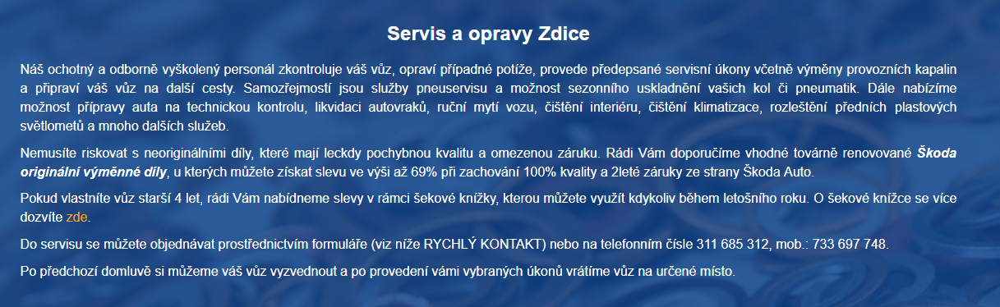 Servis a opravy Zdice
Náš ochotný a odborně vyškolený personál zkontroluje váš vůz, opraví případné potíže, provede předepsané servisní úkony včetně výměny provozních kapalin
a připraví váš vůz na další cesty. Samozřejmostí jsou služby pneuservisu a možnost sezonního uskladnění vašich kol či pneumatik. Dále nabízíme
možnost přípravy auta na technickou kontrolu, likvidaci autovraků, ruční mytí vozu, čištění interiéru, čištění klimatizace, rozleštění předních plastových
světlometů a mnoho dalších služeb.
Nemusíte riskovat s neoriginálními díly, které mají leckdy pochybnou kvalitu a omezenou záruku. Rádi Vám doporučíme vhodné továrně renovované Škoda
originální výměnné díly, u kterých můžete získat slevu ve výši až 69% při zachování 100% kvality a 2leté záruky ze strany Škoda Auto.
Pokud vlastníte vůz starší 4 let, rádi Vám nabídneme slevy v rámci šekové knížky, kterou můžete využít kdykoliv během letošního roku. O šekové knížce se více
dozvíte zde.
Do servisu se můžete objednávat prostřednictvím formuláře (viz níže RYCHLÝ KONTAKT) nebo na telefonním čísle 311 685 312, mob.: 733 697 748.
Po předchozí domluvě si můžeme váš vůz vyzvednout a po provedení vámi vybraných úkonů vrátíme vůz na určené místo.